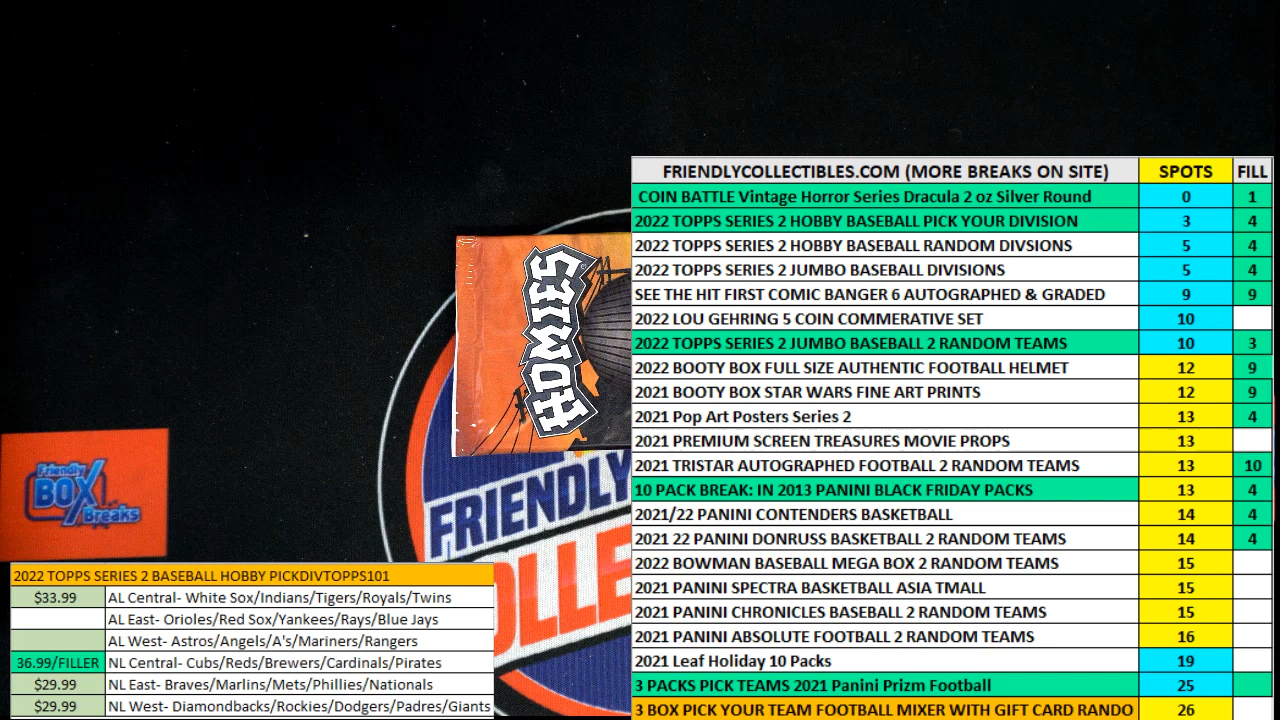 FRIENDLYCOLLECTIBLES.COM (MORE BREAKS ON SITE) SPOTS FILL
COIN BATTLE Vintage Horror Series Dracula 2 oz Silver Round 0 1
2022 TOPPS SERIES 2 HOBBY BASEBALL PICK YOUR DIVISION 3 4
2022 TOPPS SERIES 2 HOBBY BASEBALL RANDOM DIVSIONS 5 4
2022 TOPPS SERIES 2 JUMBO BASEBALL DIVISIONS 5 4
SEE THE HIT FIRST COMIC BANGER 6 AUTOGRAPHED & GRADED 9 9
2022 LOU GEHRING 5 COIN COMMERATIVE SET 10
2022 TOPPS SERIES 2 JUMBO BASEBALL 2 RANDOM TEAMS 10 3
2022 BOOTY BOX FULL SIZE AUTHENTIC FOOTBALL HELMET 12 9
2021 BOOTY BOX STAR WARS FINE ART PRINTS 12 9
2021 Pop Art Posters Series 2 13 4
2021 PREMIUM SCREEN TREASURES MOVIE PROPS 13
2021 TRISTAR AUTOGRAPHED FOOTBALL 2 RANDOM TEAMS 13 10
10 PACK BREAK: IN 2013 PANINI BLACK FRIDAY PACKS 13 4
2021/22 PANINI CONTENDERS BASKETBALL 14 4
2021 22 PANINI DONRUSS BASKETBALL 2 RANDOM TEAMS 14 4
2022 BOWMAN BASEBALL MEGA BOX 2 RANDOM TEAMS 15
2021 PANINI SPECTRA BASKETBALL ASIA TMALL 15
2021 PANINI CHRONICLES BASEBALL 2 RANDOM TEAMS 15
2021 PANINI ABSOLUTE FOOTBALL 2 RANDOM TEAMS 16
2021 Leaf Holiday 10 Packs 19
3 PACKS PICK TEAMS 2021 Panini Prizm Football 25
3 BOX PICK YOUR TEAM FOOTBALL MIXER WITH GIFT CARD RANDO 26
HOMIES
Friendly
BOX
Breaks
FRIENDLY
OLLE
2022 TOPPS SERIES 2 BASEBALL HOBBY PICKDIVTOPPS101
$33.99 AL Central- White Sox/Indians/Tigers/Royals/Twins
AL East- Orioles/Red Sox/Yankees/Rays/Blue Jays
AL West- Astros/Angels/A's/Mariners/Rangers
36.99/FILLER NL Central- Cubs/Reds/Brewers/Cardinals/Pirates
$29.99 NL East- Braves/Marlins/Mets/Phillies/Nationals
$29.99 NL West- Diamondbacks/Rockies/Dodgers/Padres/Giants